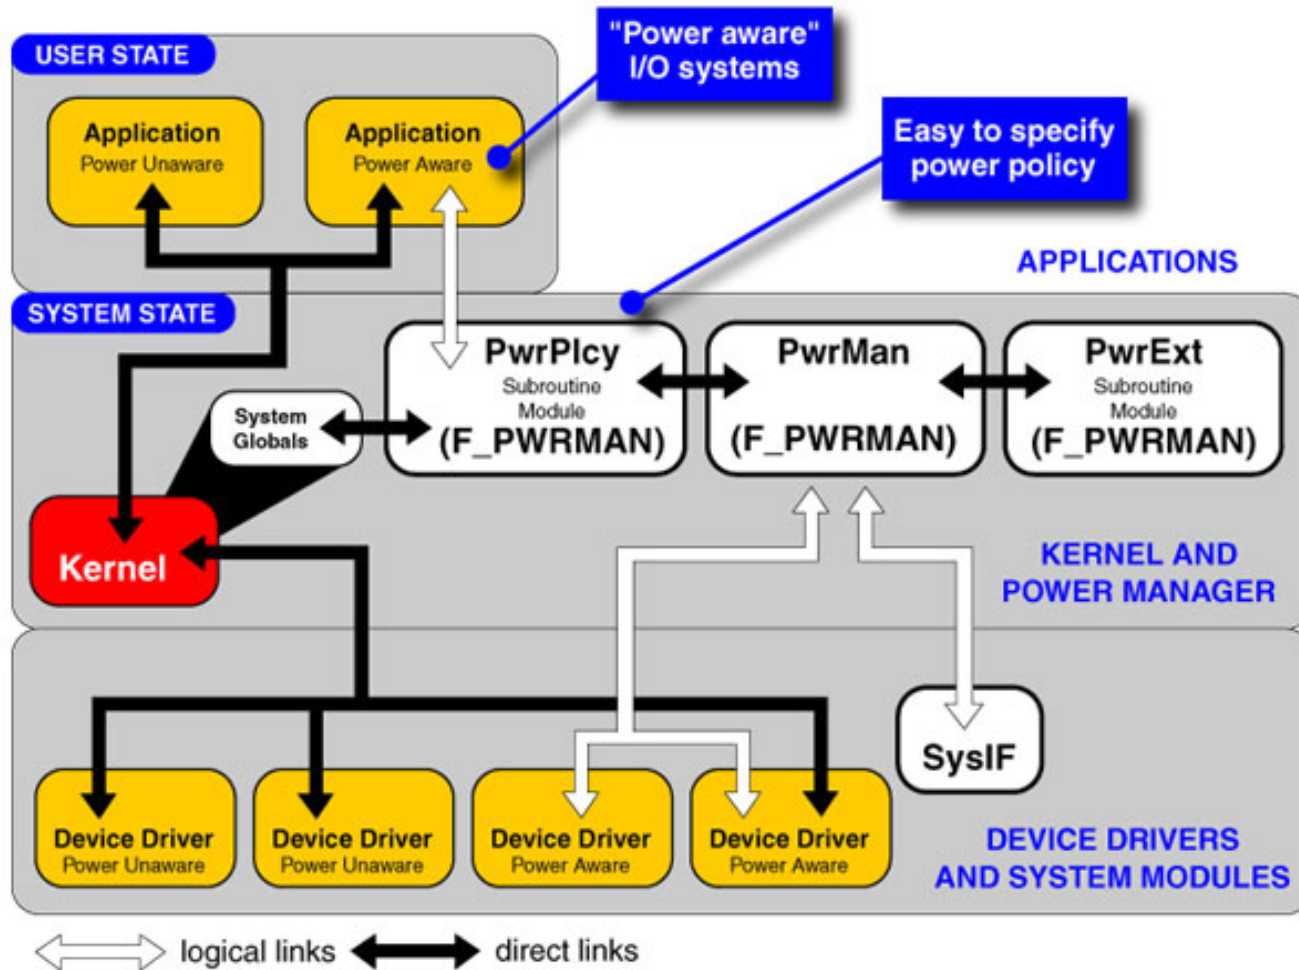 "Power aware"
I/O systems
USER STATE
Application
Power Unaware
Application
Power Aware
Easy to specify
power policy
APPLICATIONS
SYSTEM STATE
PwrPlcy
Subroutine
Module
(F_PWRMAN)
PwrMan
(F_PWRMAN)
PwrExt
Subroutine
Module
(F_PWRMAN)
System
Globals
Kernel
KERNEL AND
POWER MANAGER
SysIF
Device Driver
Power Unaware
Device Driver
Power Unaware
Device Driver
Power Aware
Device Driver
Power Aware
DEVICE DRIVERS
AND SYSTEM MODULES
logical links
direct links